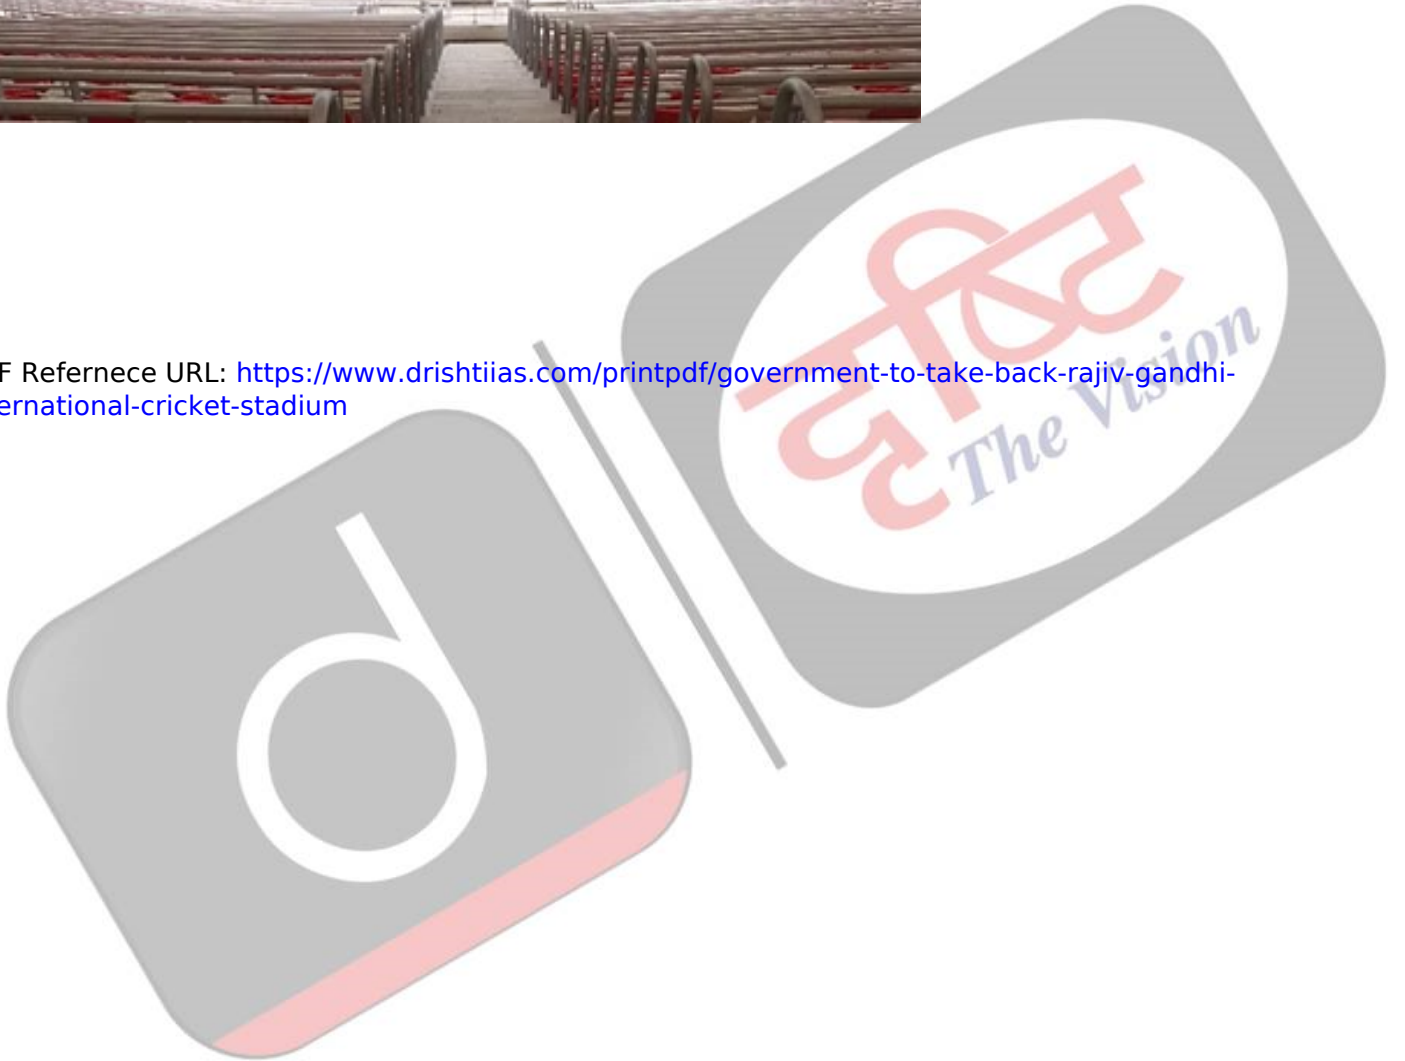 F Refernece URL: https://www.drishtiias.com/printpdf/government-to-take-back-rajiv-gandhi-
ernational-cricket-stadium
दृष्टि
The Vision
d